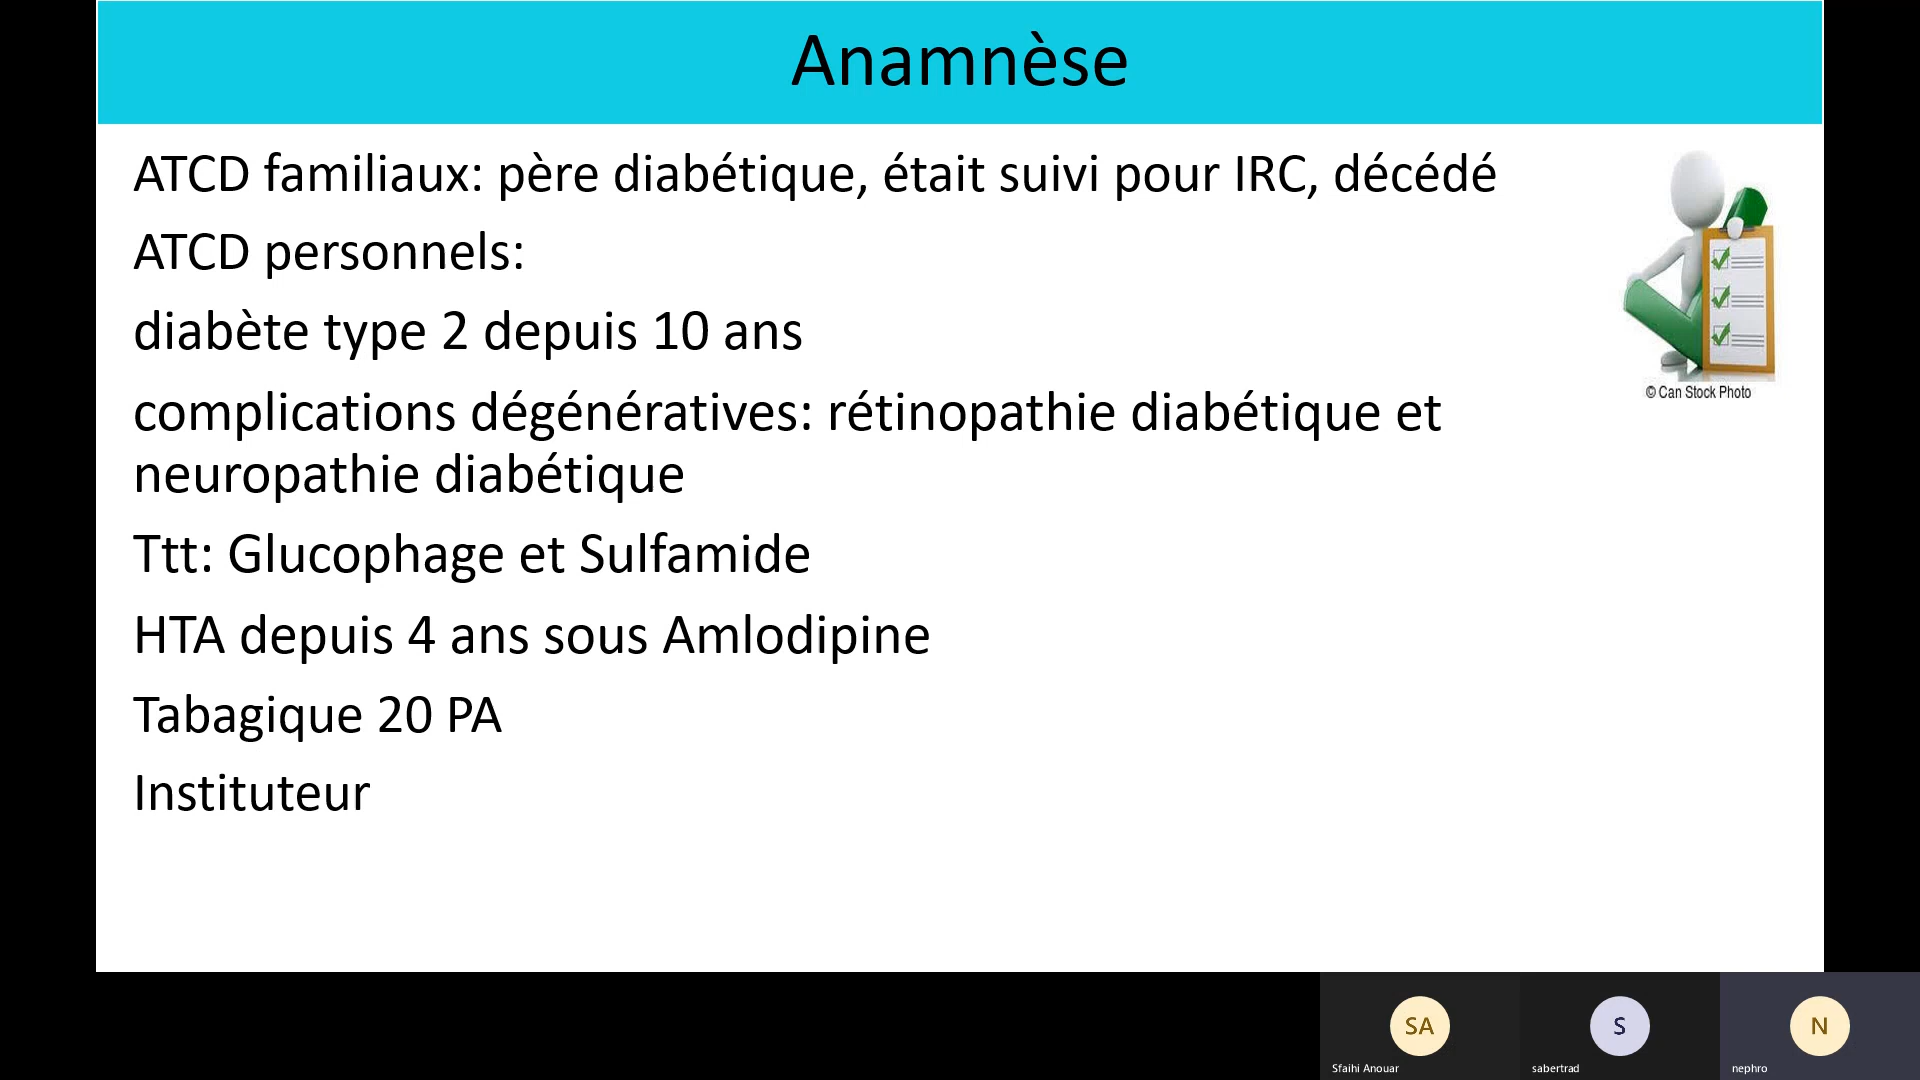 Anamnèse
ATCD familiaux: père diabétique, était suivi pour IRC, décédé
ATCD personnels:
diabète type 2 depuis 10 ans
complications dégénératives: rétinopathie diabétique et
neuropathie diabétique
Ttt: Glucophage et Sulfamide
HTA depuis 4 ans sous Amlodipine
Tabagique 20 PA
Instituteur
© Can Stock Photo
SA
Sfaihi Anouar
S
sabertrad
N
nephro